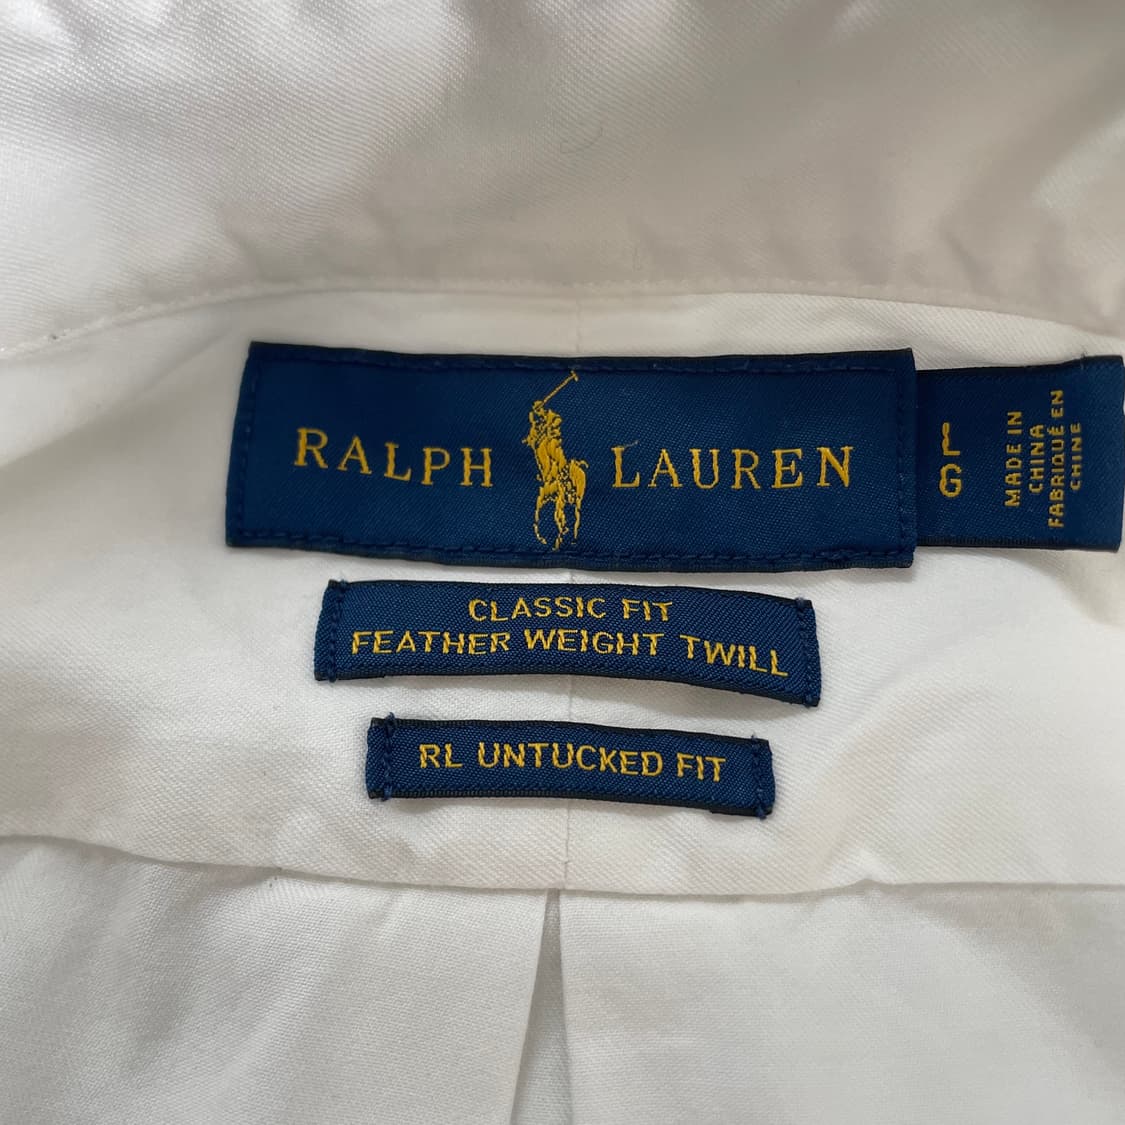 RALPH LAUREN
L
G
MADE IN
CHINA
FABRIQUÉ EN
CHINE
CLASSIC FIT
FEATHER WEIGHT TWILL
RL UNTUCKED FIT